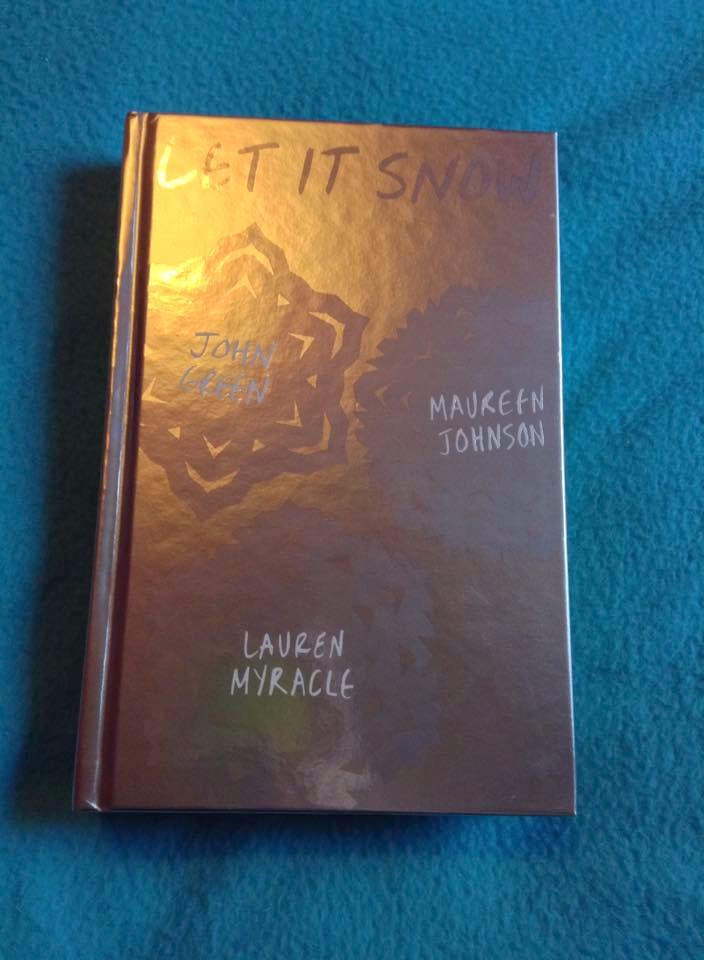 LET IT SNOW
JOHN
GREEN
MAUREEN
JOHNSON
LAUREN
MYRACLE